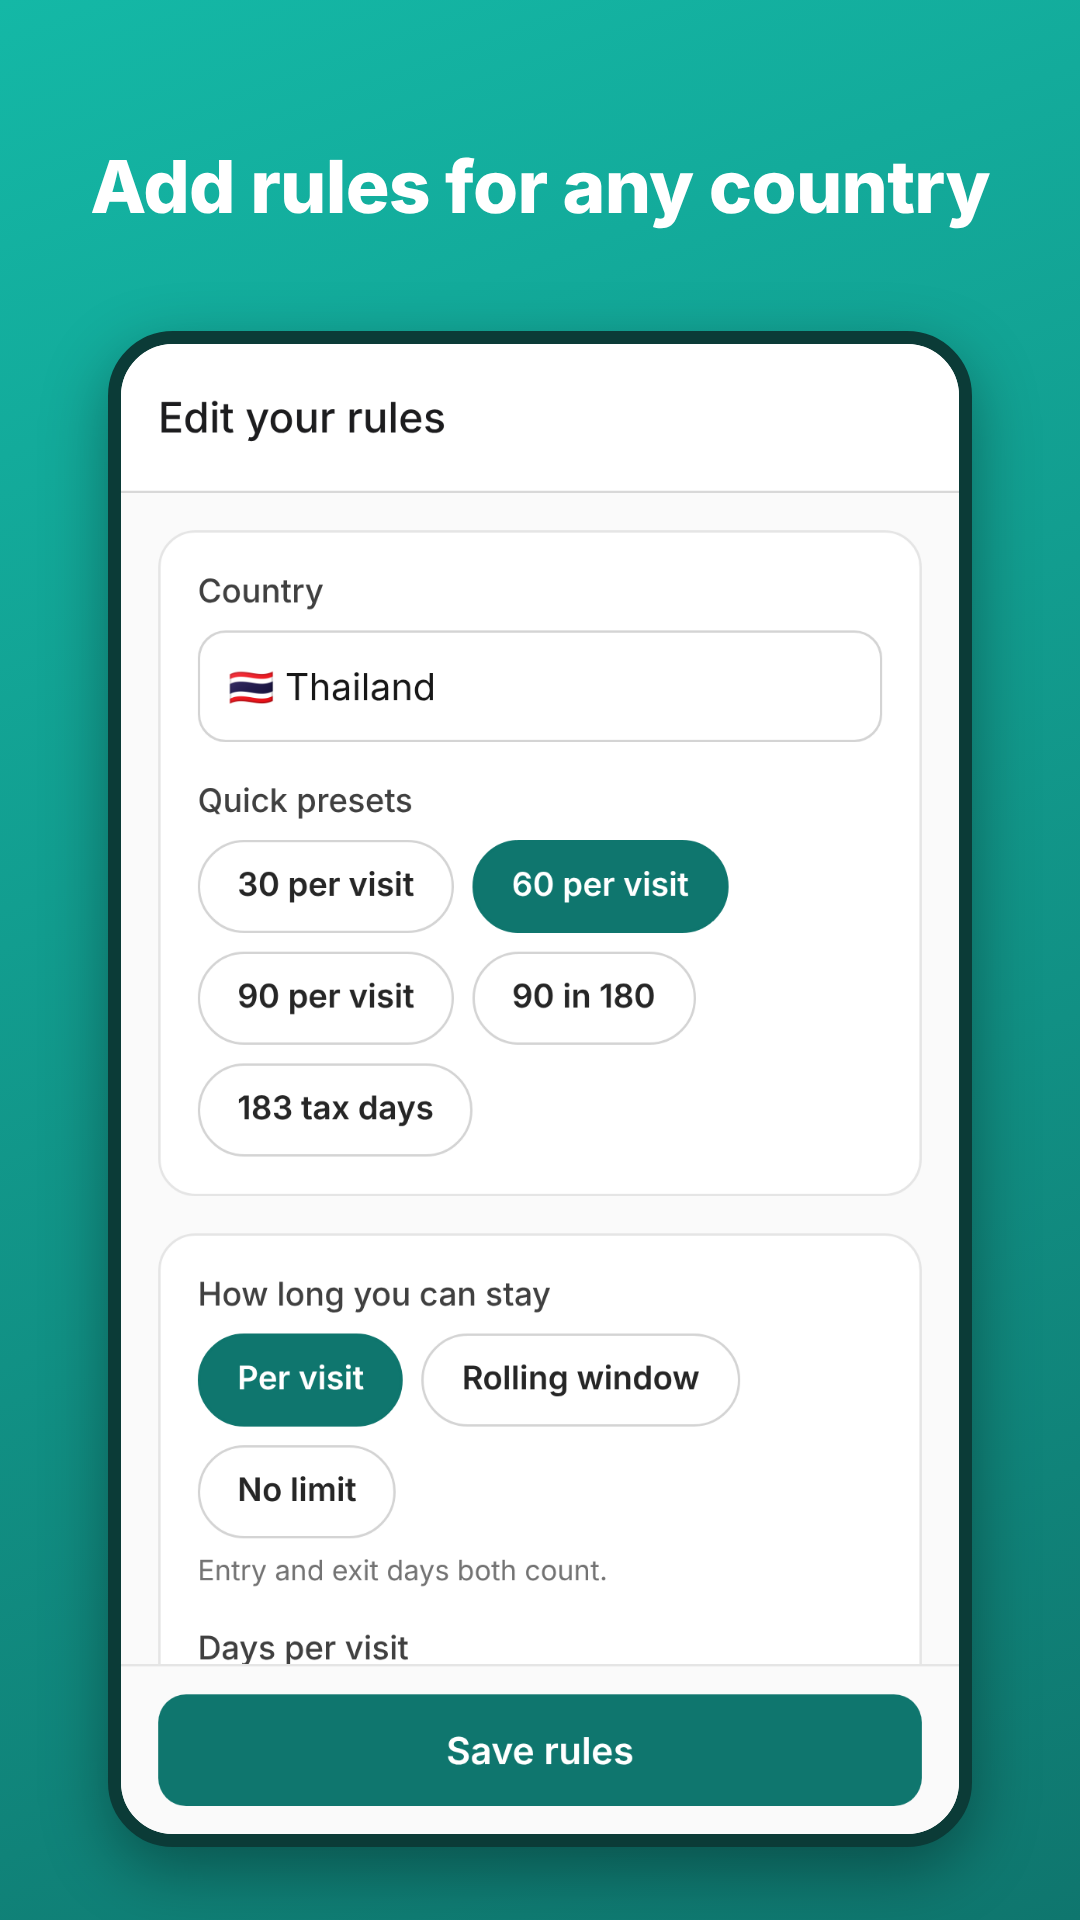 Add rules for any country
Edit your rules
Country
🇹🇭 Thailand
Quick presets
30 per visit
60 per visit
90 per visit
90 in 180
183 tax days
How long you can stay
Per visit
Rolling window
No limit
Entry and exit days both count.
Days per visit
Save rules